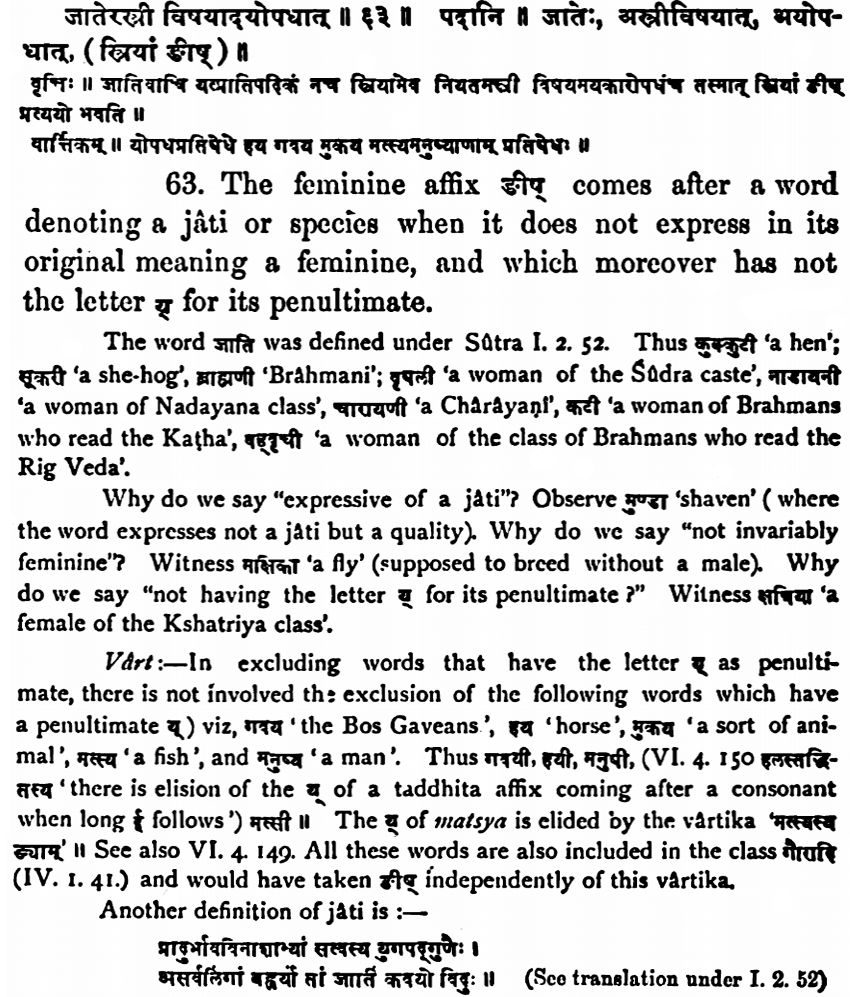 जातेरस्त्री विषयादयोपधात् ॥ ६३ ॥ पदानि ॥ जातेः, अस्त्रीविषयात्, अयोप-
धात्, ( स्त्रियां ङीष् ) ॥
वृत्तिः ॥ जातिवाचि यत्प्रातिपदिकं नच स्त्रियामेव नियतमस्त्री विषयमयकारोपधंच तस्मात् स्त्रियां ङीष्
प्रत्ययो भवति ॥
वार्त्तिकम् ॥ योपधप्रतिषेधे हय गवय मुकय मत्स्यमनुष्याणाम् प्रतिषेधः ॥
63. The feminine affix ङीष् comes after a word
denoting a jâti or species when it does not express in its
original meaning a feminine, and which moreover has not
the letter य् for its penultimate.
The word जाति was defined under Sûtra I. 2. 52. Thus कुक्कुटी 'a hen';
सूकरी 'a she-hog', ब्राह्मणी 'Brâhmani'; वृषली 'a woman of the Śûdra caste', नाडायनी
'a woman of Nadayana class', चारायणी 'a Chârâyaṇî', कठी 'a woman of Brahmans
who read the Kaṭha', बह्वृची 'a woman of the class of Brahmans who read the
Rig Veda'.
Why do we say "expressive of a jâti"? Observe मुण्डा 'shaven' ( where
the word expresses not a jâti but a quality). Why do we say "not invariably
feminine"? Witness मक्षिका 'a fly' (supposed to breed without a male). Why
do we say "not having the letter य् for its penultimate ?" Witness क्षत्रिया 'a
female of the Kshatriya class'.
Vârt:—In excluding words that have the letter य् as penulti-
mate, there is not involved the exclusion of the following words which have
a penultimate य्) viz, गवय 'the Bos Gaveans', हय 'horse', मुकय 'a sort of ani-
mal', मत्स्य 'a fish', and मनुष्य 'a man'. Thus गवयी, हयी, मनुषी, (VI. 4. 150 हलस्तद्धि-
तस्य 'there is elision of the य् of a taddhita affix coming after a consonant
when long ई follows') मत्सी ॥ The य् of matsya is elided by the vârtika 'मत्स्यस्य
ङ्याम्' ॥ See also VI. 4. 149. All these words are also included in the class गौरादि
(IV. 1. 41.) and would have taken ङीष् independently of this vârtika.
Another definition of jâti is :—
प्रादुर्भावविनाशाभ्यां सत्वस्य युगपद्गुणैः ।
असर्वलिंगां बह्वर्थां तां जातिं कवयो विदुः ॥ (See translation under I. 2. 52)